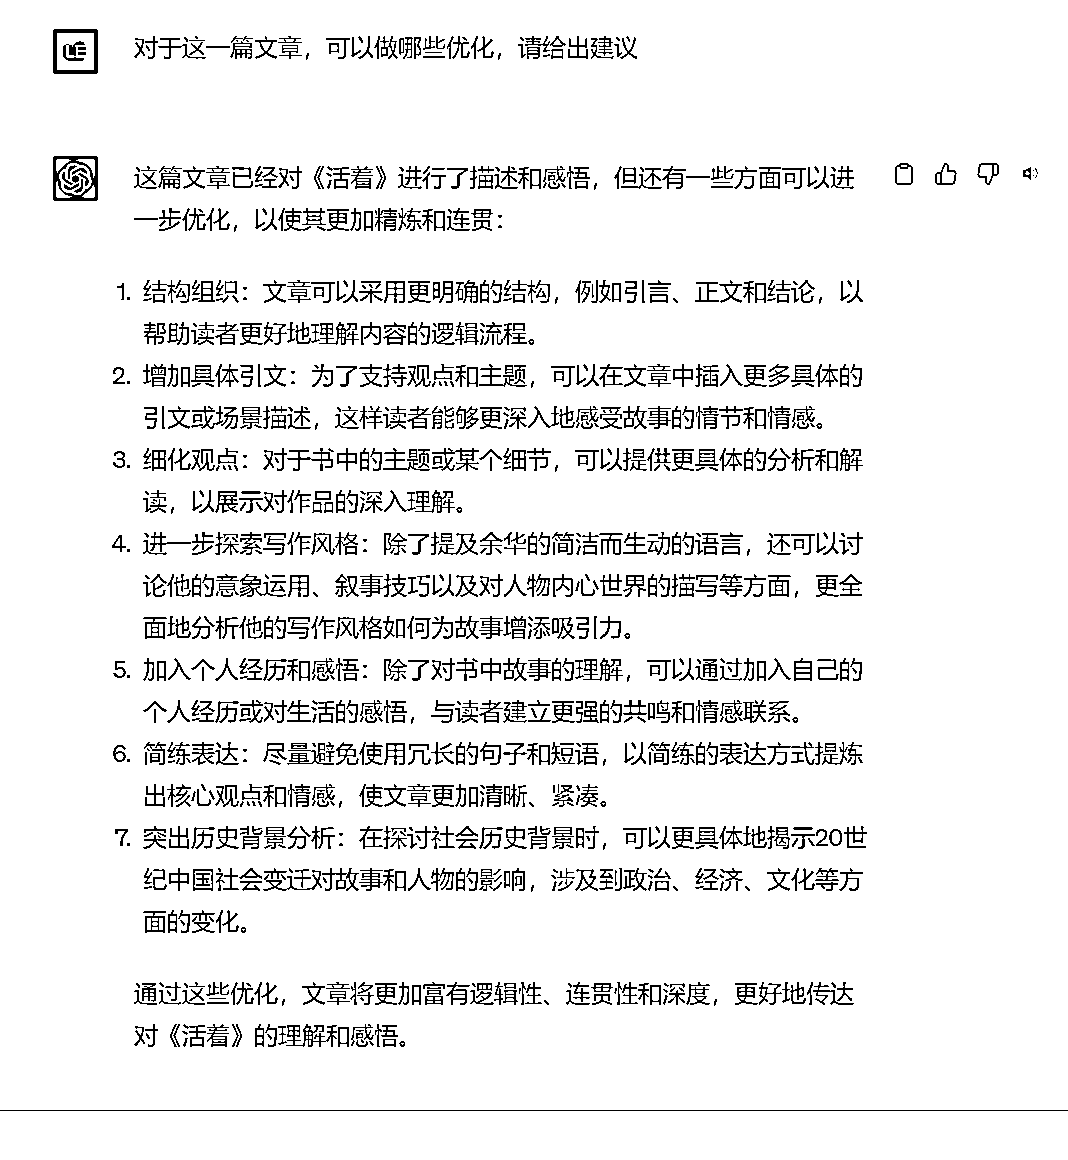 对于这一篇文章，可以做哪些优化，请给出建议
这篇文章已经对《活着》进行了描述和感悟，但还有一些方面可以进
一步优化，以使其更加精炼和连贯：
1. 结构组织：文章可以采用更明确的结构，例如引言、正文和结论，以
帮助读者更好地理解内容的逻辑流程。
2. 增加具体引文：为了支持观点和主题，可以在文章中插入更多具体的
引文或场景描述，这样读者能够更深入地感受故事的情节和情感。
3. 细化观点：对于书中的主题或某个细节，可以提供更具体的分析和解
读，以展示对作品的深入理解。
4. 进一步探索写作风格：除了提及余华的简洁而生动的语言，还可以讨
论他的意象运用、叙事技巧以及对人物内心世界的描写等方面，更全
面地分析他的写作风格如何为故事增添吸引力。
5. 加入个人经历和感悟：除了对书中故事的理解，可以通过加入自己的
个人经历或对生活的感悟，与读者建立更强的共鸣和情感联系。
6. 简练表达：尽量避免使用冗长的句子和短语，以简练的表达方式提炼
出核心观点和情感，使文章更加清晰、紧凑。
7. 突出历史背景分析：在探讨社会历史背景时，可以更具体地揭示20世
纪中国社会变迁对故事和人物的影响，涉及到政治、经济、文化等方
面的变化。
通过这些优化，文章将更加富有逻辑性、连贯性和深度，更好地传达
对《活着》的理解和感悟。